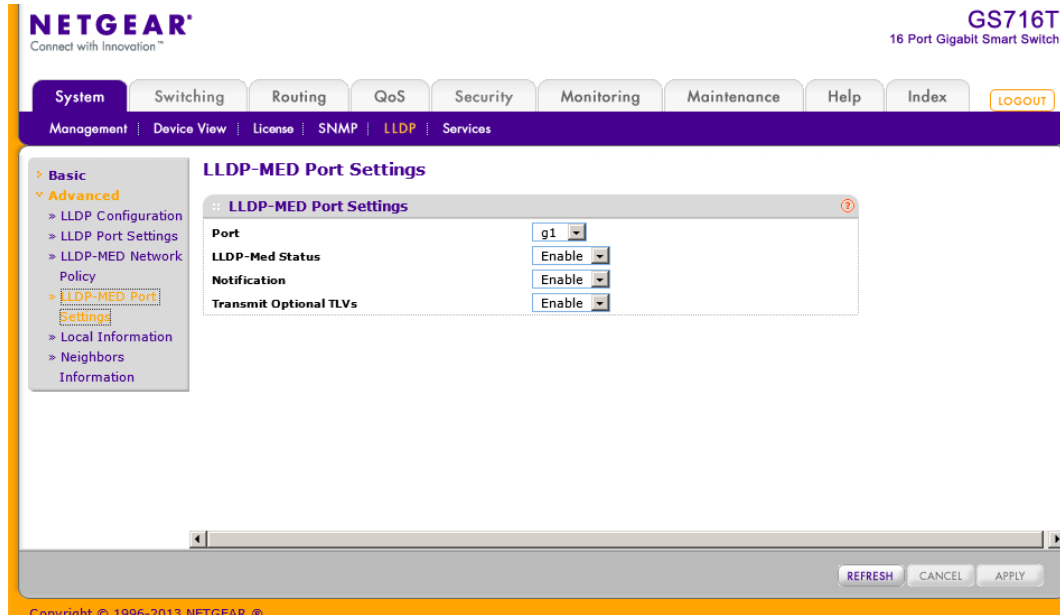 NETGEAR®
Connect with Innovation™
GS716T
16 Port Gigabit Smart Switch
System Switching Routing QoS Security Monitoring Maintenance Help Index LOGOUT
Management Device View License SNMP LLDP Services
Basic
Advanced
» LLDP Configuration
» LLDP Port Settings
» LLDP-MED Network
Policy
» LLDP-MED Port
Settings
» Local Information
» Neighbors
Information
LLDP-MED Port Settings
LLDP-MED Port Settings ?
Port g1
LLDP-Med Status Enable
Notification Enable
Transmit Optional TLVs Enable
REFRESH CANCEL APPLY
Copyright © 1996-2013 NETGEAR ®